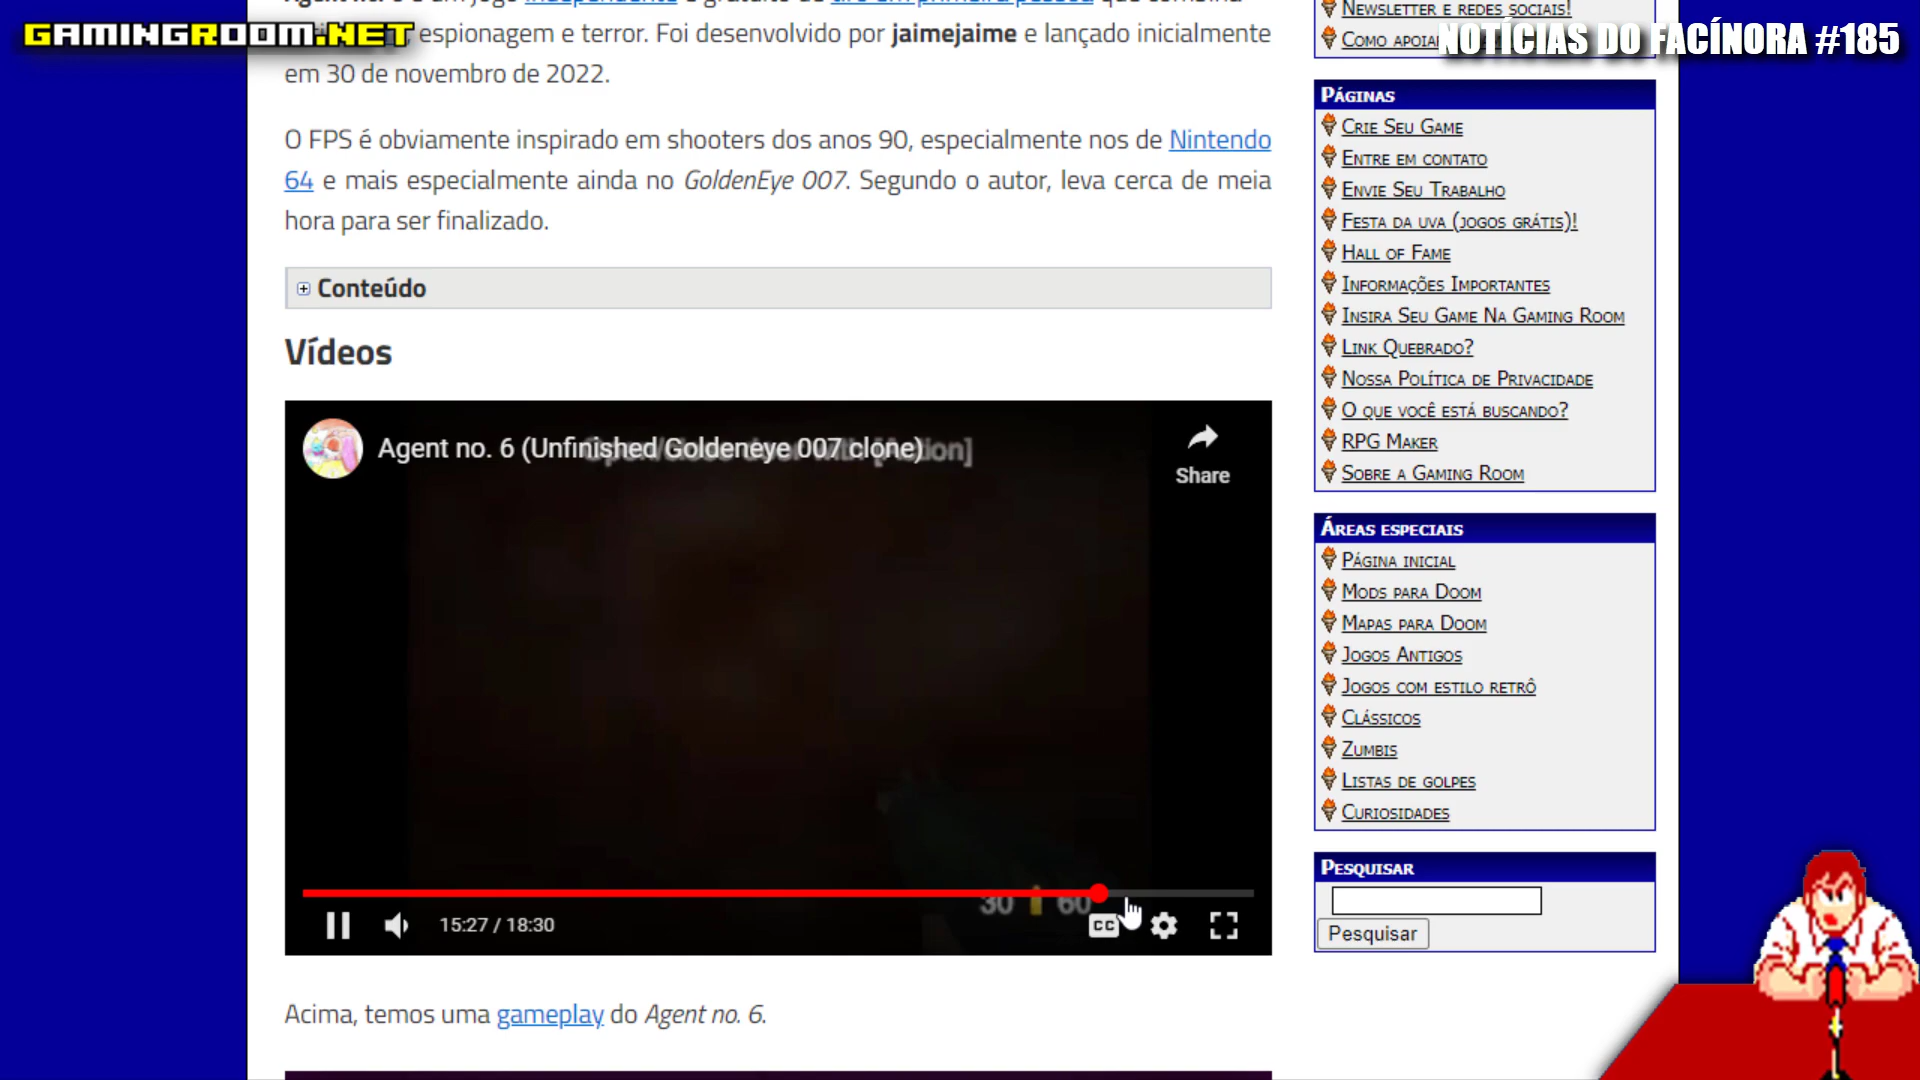 GAMINGROOM.NET
NOTÍCIAS DO FACÍNORA #185
espionagem e terror. Foi desenvolvido por jaimejaime e lançado inicialmente
em 30 de novembro de 2022.
O FPS é obviamente inspirado em shooters dos anos 90, especialmente nos de Nintendo
64 e mais especialmente ainda no GoldenEye 007. Segundo o autor, leva cerca de meia
hora para ser finalizado.
Conteúdo
Vídeos
Agent no. 6 (Unfinished Goldeneye 007 clone)
Share
30 60
15:27 / 18:30
CC
Acima, temos uma gameplay do Agent no. 6.
Newsletter e redes sociais!
Como apoiar
Páginas
Crie Seu Game
Entre em contato
Envie Seu Trabalho
Festa da uva (jogos grátis)!
Hall of Fame
Informações Importantes
Insira Seu Game Na Gaming Room
Link Quebrado?
Nossa Política de Privacidade
O que você está buscando?
RPG Maker
Sobre a Gaming Room
Áreas especiais
Página inicial
Mods para Doom
Mapas para Doom
Jogos Antigos
Jogos com estilo retrô
Clássicos
Zumbis
Listas de golpes
Curiosidades
Pesquisar
Pesquisar